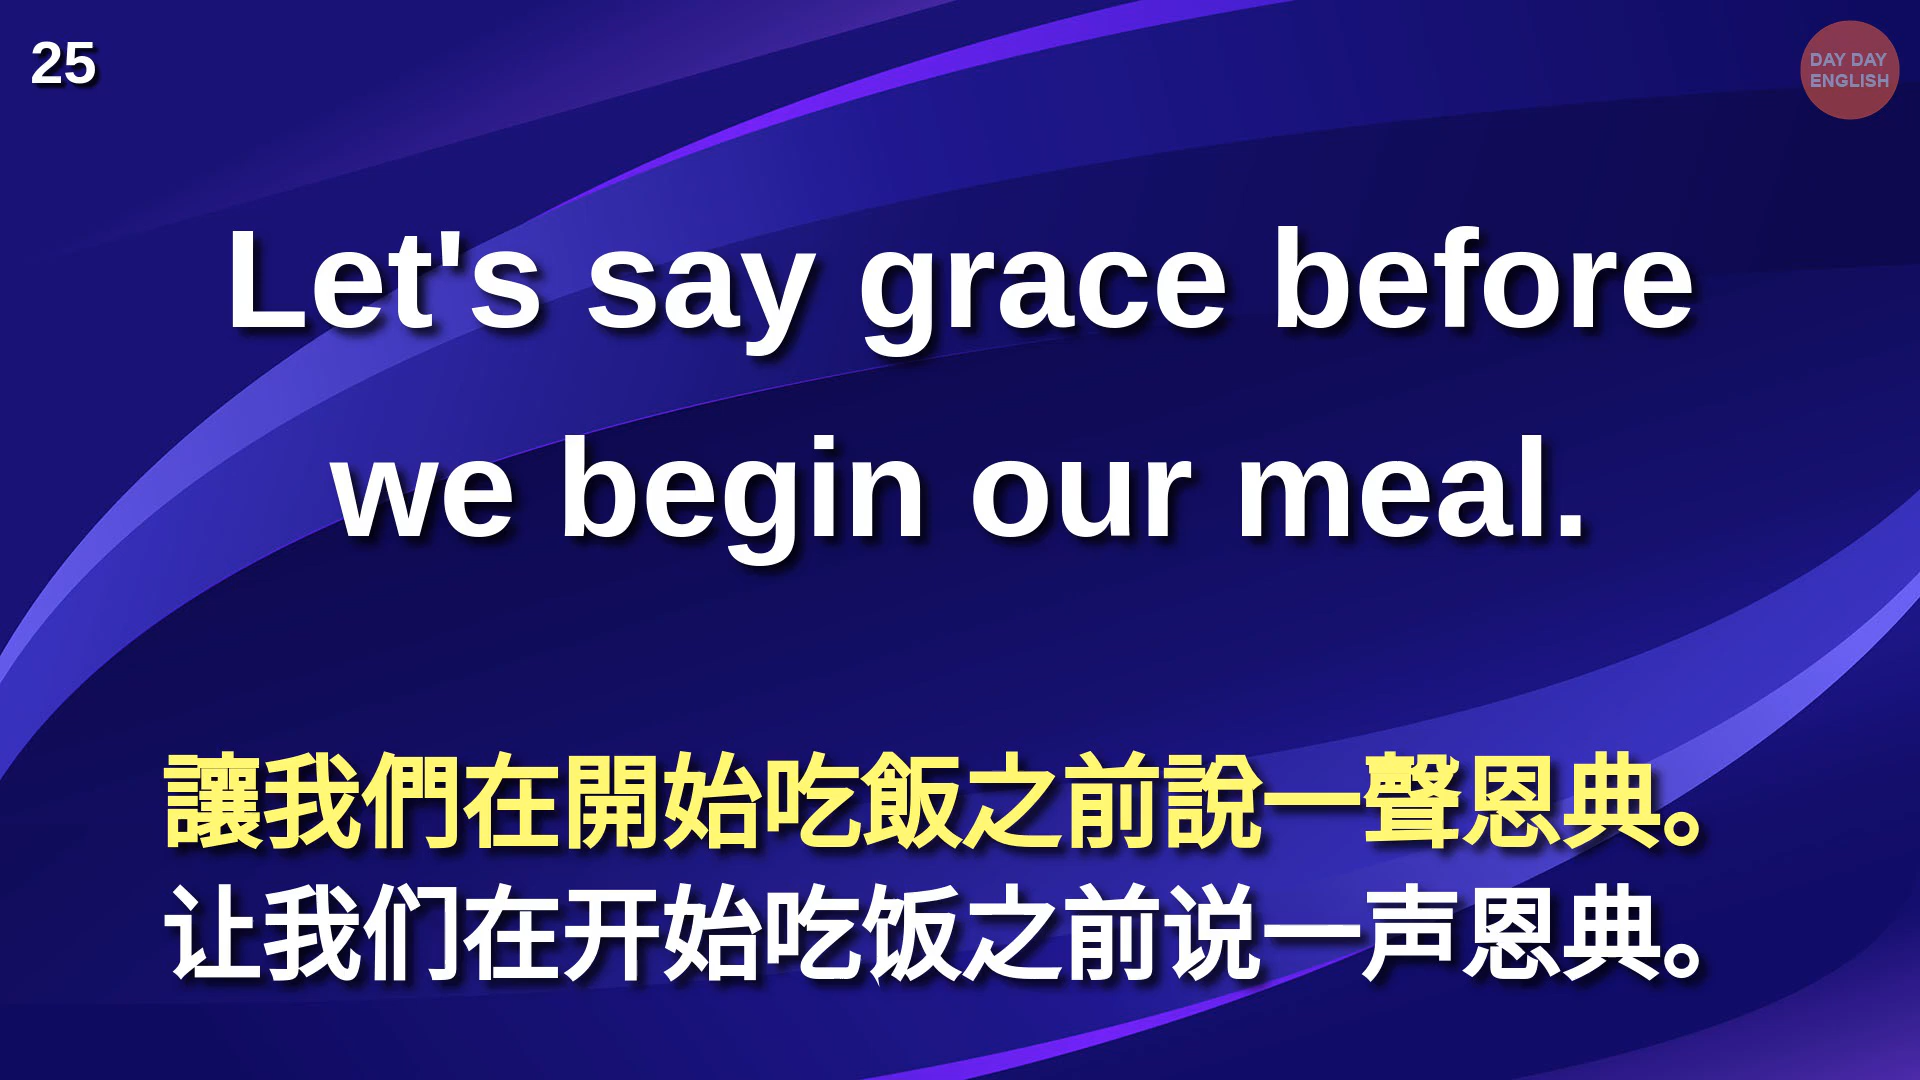 25
DAY DAY
ENGLISH
Let's say grace before
we begin our meal.
讓我們在開始吃飯之前說一聲恩典。
让我们在开始吃饭之前说一声恩典。